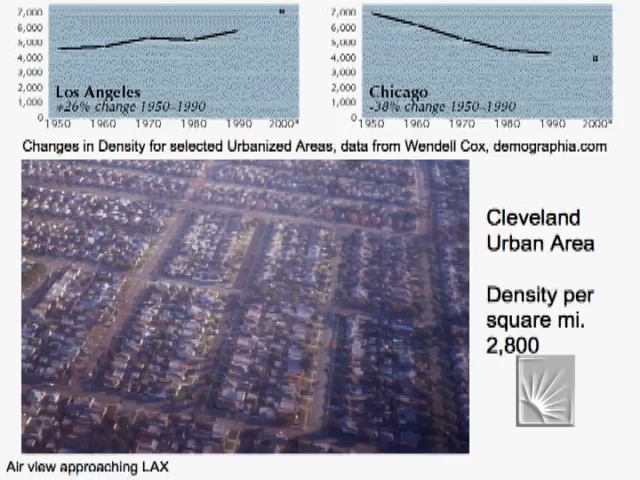 7,000
6,000
5,000
4,000
3,000
2,000
1,000
0
Los Angeles
+26% change 1950–1990
1950 1960 1970 1980 1990 2000*
7,000
6,000
5,000
4,000
3,000
2,000
1,000
0
Chicago
-38% change 1950–1990
1950 1960 1970 1980 1990 2000*
Changes in Density for selected Urbanized Areas, data from Wendell Cox, demographia.com
Cleveland
Urban Area
Density per
square mi.
2,800
Air view approaching LAX